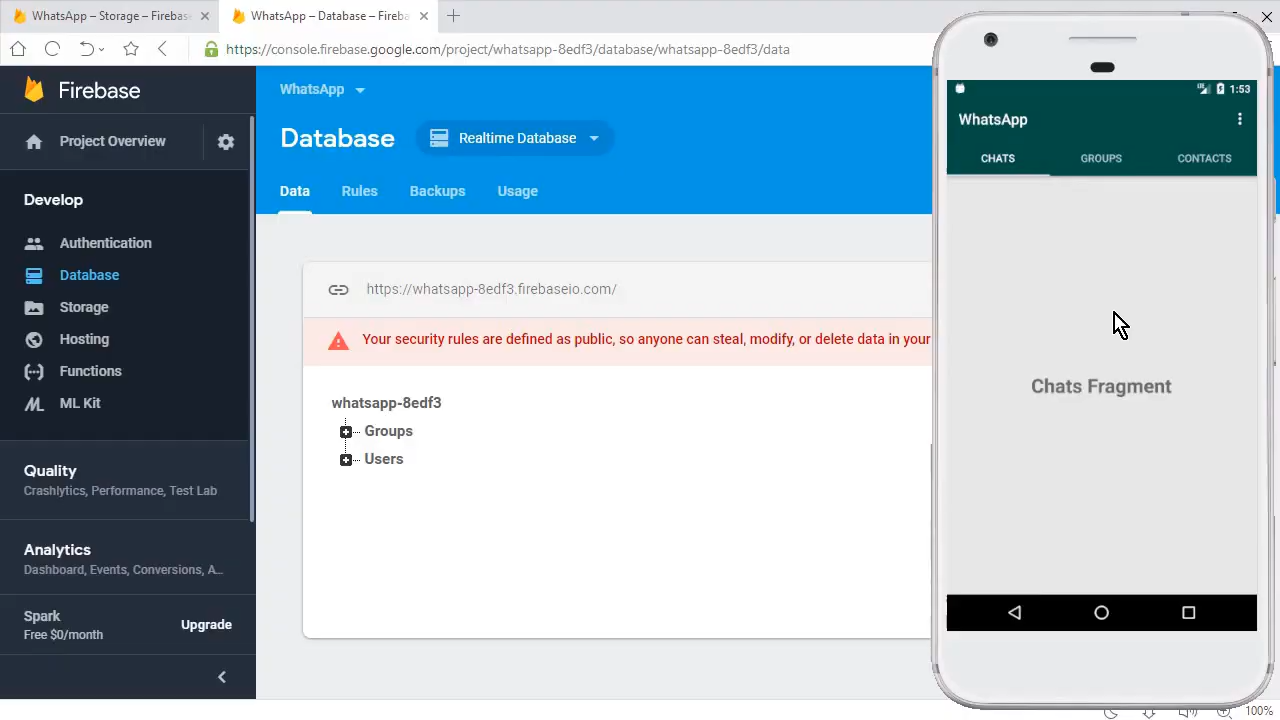 WhatsApp – Storage – Firebase
WhatsApp – Database – Fireba
https://console.firebase.google.com/project/whatsapp-8edf3/database/whatsapp-8edf3/data
Firebase
Project Overview
Develop
Authentication
Database
Storage
Hosting
Functions
ML Kit
Quality
Crashlytics, Performance, Test Lab
Analytics
Dashboard, Events, Conversions, A...
Spark
Free $0/month
Upgrade
WhatsApp
Database
Realtime Database
Data
Rules
Backups
Usage
https://whatsapp-8edf3.firebaseio.com/
Your security rules are defined as public, so anyone can steal, modify, or delete data in your
whatsapp-8edf3
Groups
Users
1:53
WhatsApp
CHATS
GROUPS
CONTACTS
Chats Fragment
100%